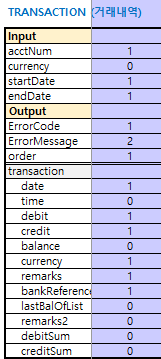 TRANSACTION (거래내역)
Input
acctNum 1
currency 0
startDate 1
endDate 1
Output
ErrorCode 1
ErrorMessage 2
order 1
transaction
date 1
time 0
debit 1
credit 1
balance 0
currency 1
remarks 1
bankReference 1
lastBalOfList 0
remarks2 0
debitSum 0
creditSum 0